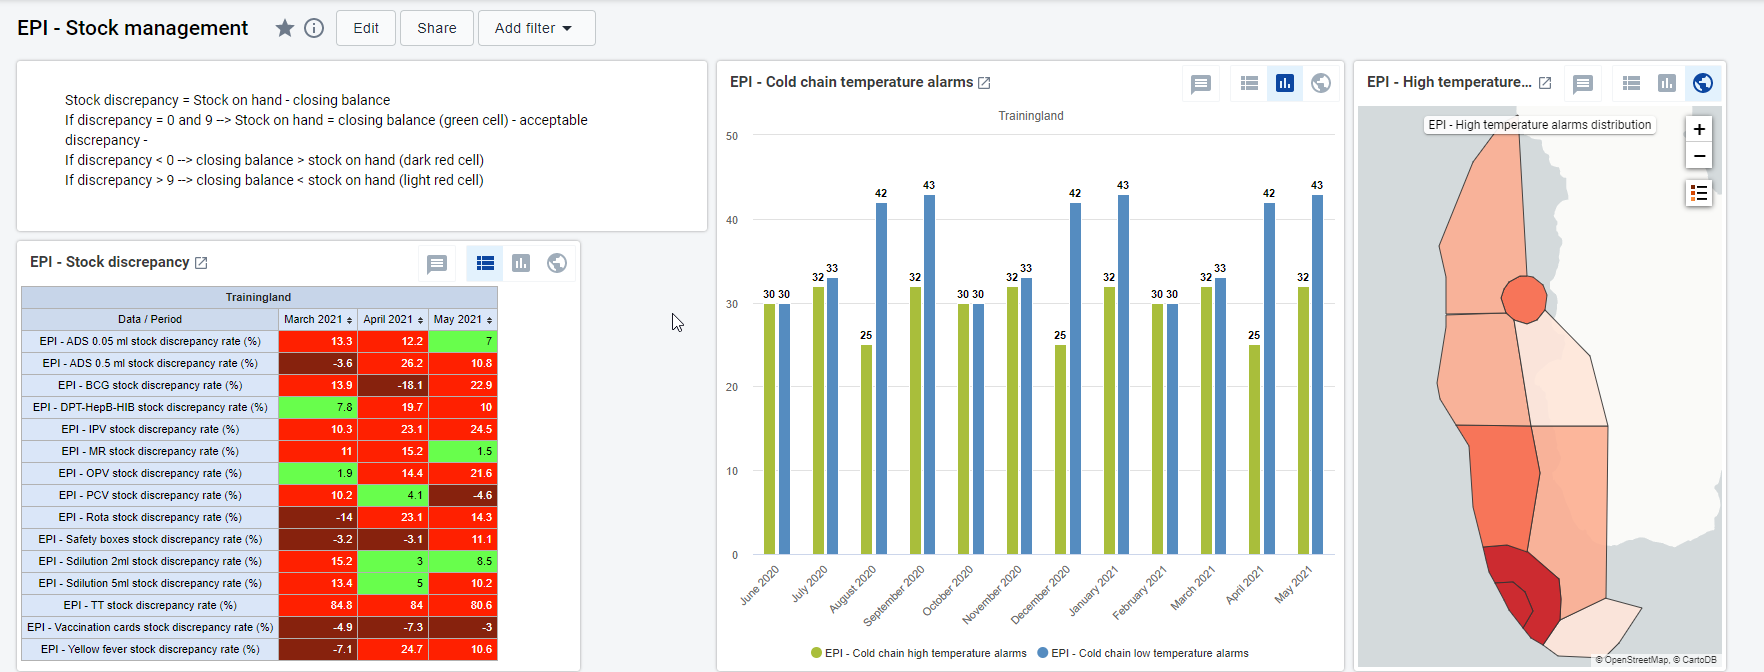 EPI - Stock management
Edit
Share
Add filter
Stock discrepancy = Stock on hand - closing balance
If discrepancy = 0 and 9 --> Stock on hand = closing balance (green cell) - acceptable
discrepancy -
If discrepancy < 0 --> closing balance > stock on hand (dark red cell)
If discrepancy > 9 --> closing balance < stock on hand (light red cell)
EPI - Stock discrepancy
Trainingland
Data / Period March 2021 April 2021 May 2021
EPI - ADS 0.05 ml stock discrepancy rate (%) 13.3 12.2 7
EPI - ADS 0.5 ml stock discrepancy rate (%) -3.6 26.2 10.8
EPI - BCG stock discrepancy rate (%) 13.9 -18.1 22.9
EPI - DPT-HepB-HIB stock discrepancy rate (%) 7.8 19.7 10
EPI - IPV stock discrepancy rate (%) 10.3 23.1 24.5
EPI - MR stock discrepancy rate (%) 11 15.2 1.5
EPI - OPV stock discrepancy rate (%) 1.9 14.4 21.6
EPI - PCV stock discrepancy rate (%) 10.2 4.1 -4.6
EPI - Rota stock discrepancy rate (%) -14 23.1 14.3
EPI - Safety boxes stock discrepancy rate (%) -3.2 -3.1 11.1
EPI - Sdilution 2ml stock discrepancy rate (%) 15.2 3 8.5
EPI - Sdilution 5ml stock discrepancy rate (%) 13.4 5 10.2
EPI - TT stock discrepancy rate (%) 84.8 84 80.6
EPI - Vaccination cards stock discrepancy rate (%) -4.9 -7.3 -3
EPI - Yellow fever stock discrepancy rate (%) -7.1 24.7 10.6
EPI - Cold chain temperature alarms
Trainingland
50
40
30
20
10
0
30 30 32 33 25 42 32 43 30 30 32 33 25 42 32 43 30 30 32 33 25 42 32 43
June 2020 July 2020 August 2020 September 2020 October 2020 November 2020 December 2020 January 2021 February 2021 March 2021 April 2021 May 2021
EPI - Cold chain high temperature alarms EPI - Cold chain low temperature alarms
EPI - High temperature...
EPI - High temperature alarms distribution
+
−
© OpenStreetMap, © CartoDB